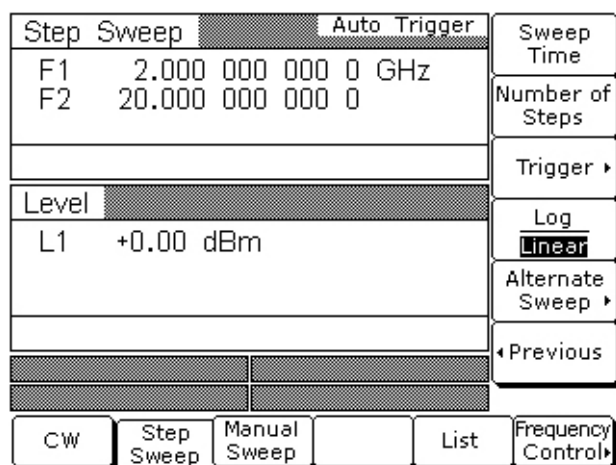 Step Sweep
Auto Trigger
F1 2.000 000 000 0 GHz
F2 20.000 000 000 0
Level
L1 +0.00 dBm
Sweep
Time
Number of
Steps
Trigger
Log
Linear
Alternate
Sweep
Previous
CW
Step
Sweep
Manual
Sweep
List
Frequency
Control